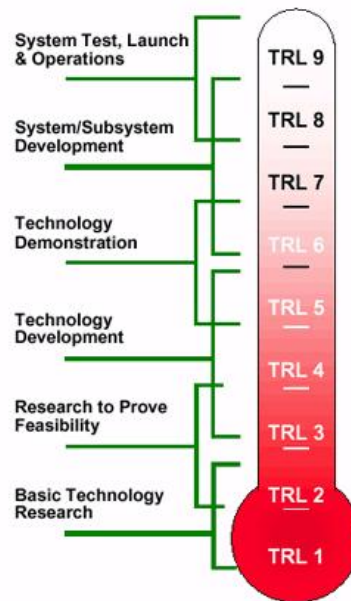 System Test, Launch
& Operations
System/Subsystem
Development
Technology
Demonstration
Technology
Development
Research to Prove
Feasibility
Basic Technology
Research
TRL 9
TRL 8
TRL 7
TRL 6
TRL 5
TRL 4
TRL 3
TRL 2
TRL 1